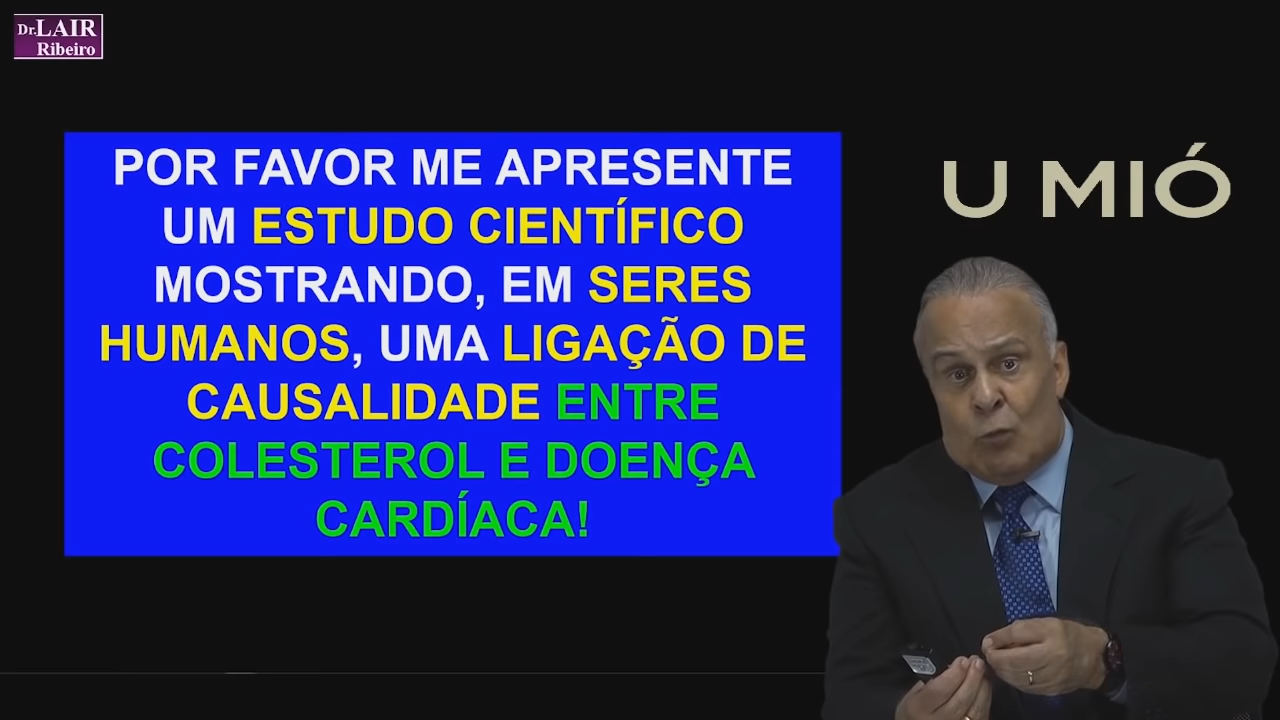 Dr. LAIR
Ribeiro
U MIÓ
POR FAVOR ME APRESENTE
UM ESTUDO CIENTÍFICO
MOSTRANDO, EM SERES
HUMANOS, UMA LIGAÇÃO DE
CAUSALIDADE ENTRE
COLESTEROL E DOENÇA
CARDÍACA!